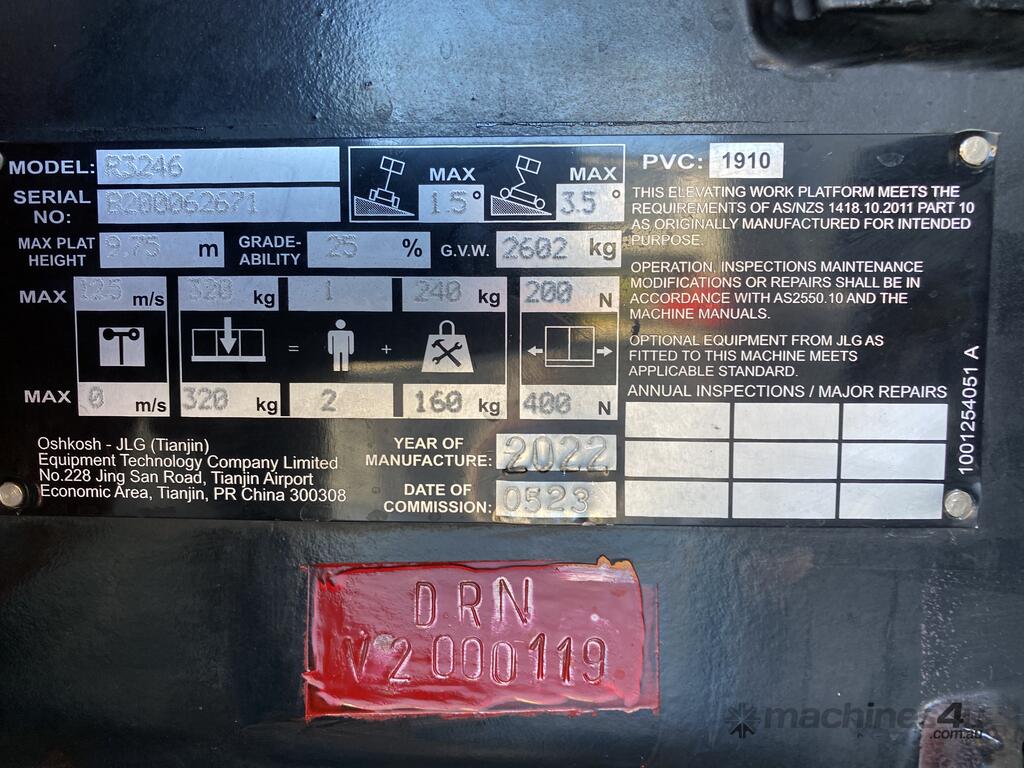 MODEL: R3246
SERIAL NO: B200062671
MAX 1.5°
MAX 3.5°
PVC: 1910
MAX PLAT HEIGHT 9.75 m
GRADE-ABILITY 25 %
G.V.W. 2602 kg
MAX 12.5 m/s 320 kg 1 240 kg 200 N
= +
MAX 0 m/s 320 kg 2 160 kg 400 N
Oshkosh - JLG (Tianjin)
Equipment Technology Company Limited
No.228 Jing San Road, Tianjin Airport
Economic Area, Tianjin, PR China 300308
YEAR OF MANUFACTURE: 2022
DATE OF COMMISSION: 0523
THIS ELEVATING WORK PLATFORM MEETS THE
REQUIREMENTS OF AS/NZS 1418.10.2011 PART 10
AS ORIGINALLY MANUFACTURED FOR INTENDED
PURPOSE.
OPERATION, INSPECTIONS MAINTENANCE
MODIFICATIONS OR REPAIRS SHALL BE IN
ACCORDANCE WITH AS2550.10 AND THE
MACHINE MANUALS.
OPTIONAL EQUIPMENT FROM JLG AS
FITTED TO THIS MACHINE MEETS
APPLICABLE STANDARD.
ANNUAL INSPECTIONS / MAJOR REPAIRS
1001254051 A
DRN
V2000119
machines4u
.com.au